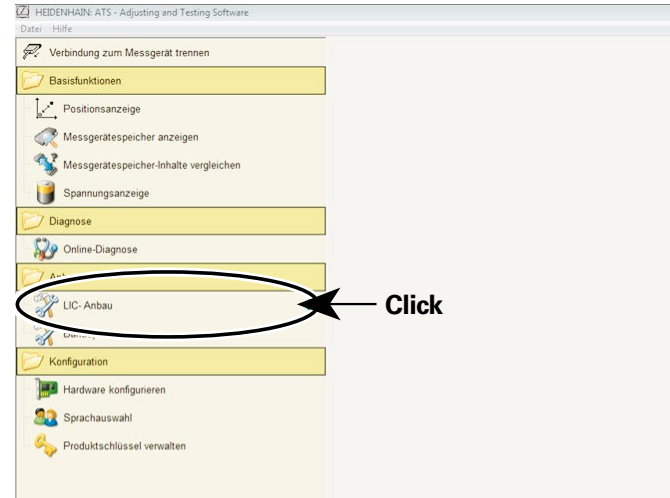 HEIDENHAIN: ATS - Adjusting and Testing Software
Datei Hilfe
Verbindung zum Messgerät trennen
Basisfunktionen
Positionsanzeige
Messgerätespeicher anzeigen
Messgerätespeicher-Inhalte vergleichen
Spannungsanzeige
Diagnose
Online-Diagnose
LIC- Anbau
Click
Konfiguration
Hardware konfigurieren
Sprachauswahl
Produktschlüssel verwalten